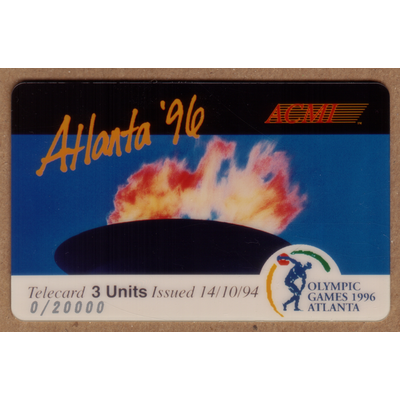 Atlanta '96
ACMI
Telecard 3 Units Issued 14/10/94
0/20000
OLYMPIC
GAMES 1996
ATLANTA